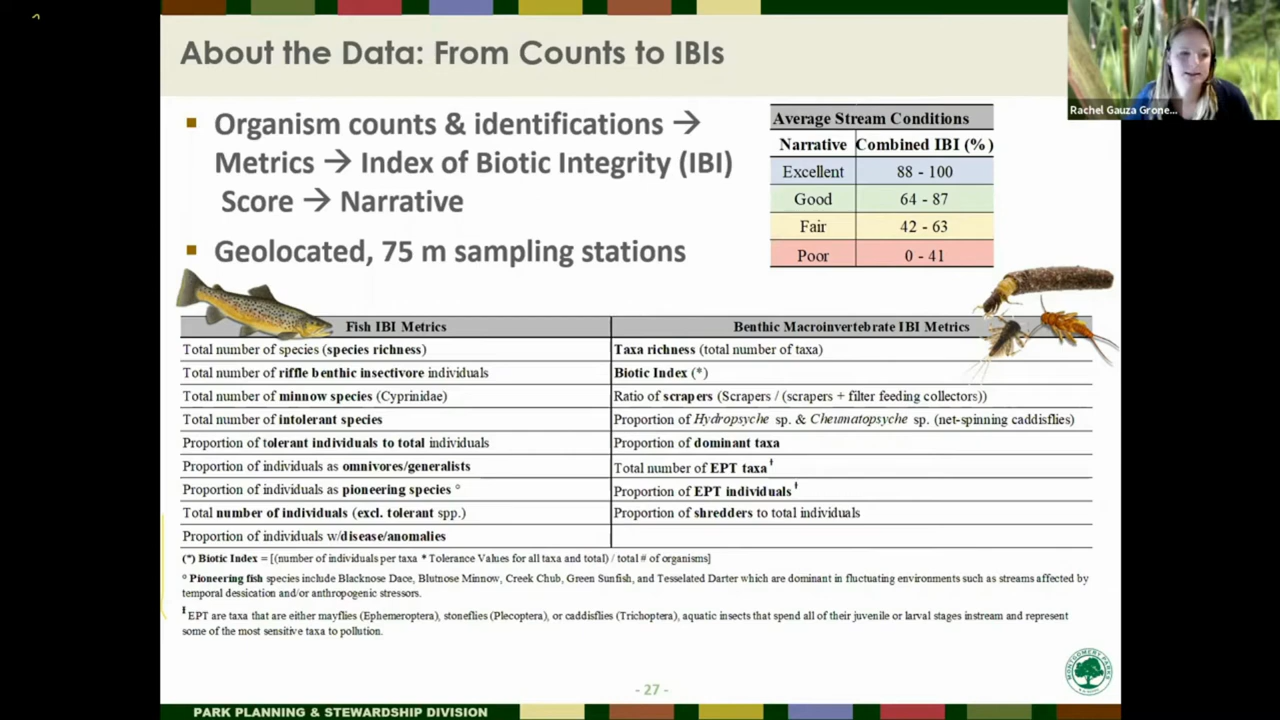 About the Data: From Counts to IBIs
Rachel Gauza Grone...
▪ Organism counts & identifications →
Metrics → Index of Biotic Integrity (IBI)
Score → Narrative
▪ Geolocated, 75 m sampling stations
Average Stream Conditions
Narrative Combined IBI (%)
Excellent 88 - 100
Good 64 - 87
Fair 42 - 63
Poor 0 - 41
Fish IBI Metrics Benthic Macroinvertebrate IBI Metrics
Total number of species (species richness) Taxa richness (total number of taxa)
Total number of riffle benthic insectivore individuals Biotic Index (*)
Total number of minnow species (Cyprinidae) Ratio of scrapers (Scrapers / (scrapers + filter feeding collectors))
Total number of intolerant species Proportion of Hydropsyche sp. & Cheumatopsyche sp. (net-spinning caddisflies)
Proportion of tolerant individuals to total individuals Proportion of dominant taxa
Proportion of individuals as omnivores/generalists Total number of EPT taxa ƚ
Proportion of individuals as pioneering species ° Proportion of EPT individuals ƚ
Total number of individuals (excl. tolerant spp.) Proportion of shredders to total individuals
Proportion of individuals w/disease/anomalies
(*) Biotic Index = [(number of individuals per taxa * Tolerance Values for all taxa and total) / total # of organisms]
° Pioneering fish species include Blacknose Dace, Blutnose Minnow, Creek Chub, Green Sunfish, and Tesselated Darter which are dominant in fluctuating environments such as streams affected by
temporal dessication and/or anthropogenic stressors.
ƚ EPT are taxa that are either mayflies (Ephemeroptera), stoneflies (Plecoptera), or caddisflies (Trichoptera), aquatic insects that spend all of their juvenile or larval stages instream and represent
some of the most sensitive taxa to pollution.
MONTGOMERY PARKS
- 27 -
PARK PLANNING & STEWARDSHIP DIVISION